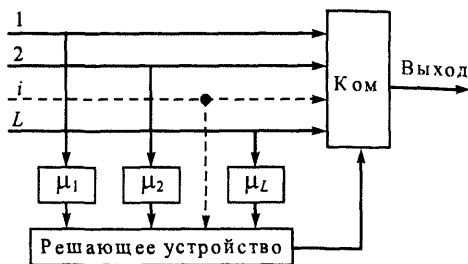 1
2
i
L
Ком
Выход
μ1
μ2
μL
Решающее устройство